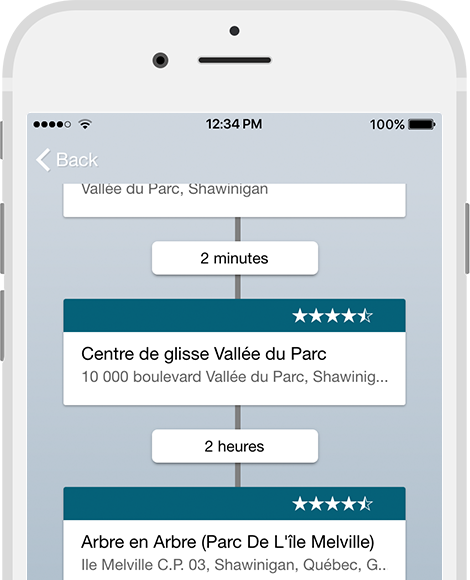 12:34 PM 100%
Back
Vallée du Parc, Shawinigan
2 minutes
Centre de glisse Vallée du Parc
10 000 boulevard Vallée du Parc, Shawinig...
2 heures
Arbre en Arbre (Parc De L'île Melville)
Ile Melville C.P. 03, Shawinigan, Québec, G..